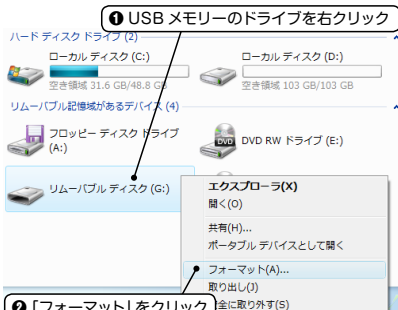 ❶ USB メモリーのドライブを右クリック
ハード ディスク ドライブ (2)
ローカル ディスク (C:)
空き領域 31.6 GB/48.8 GB
ローカル ディスク (D:)
空き領域 103 GB/103 GB
リムーバブル記憶域があるデバイス (4)
フロッピー ディスク ドライブ (A:)
DVD RW ドライブ (E:)
リムーバブル ディスク (G:)
エクスプローラ(X)
開く(O)
共有(H)...
ポータブル デバイスとして開く
フォーマット(A)...
取り出し(J)
全に取り外す(S)
❷「フォーマット」をクリック